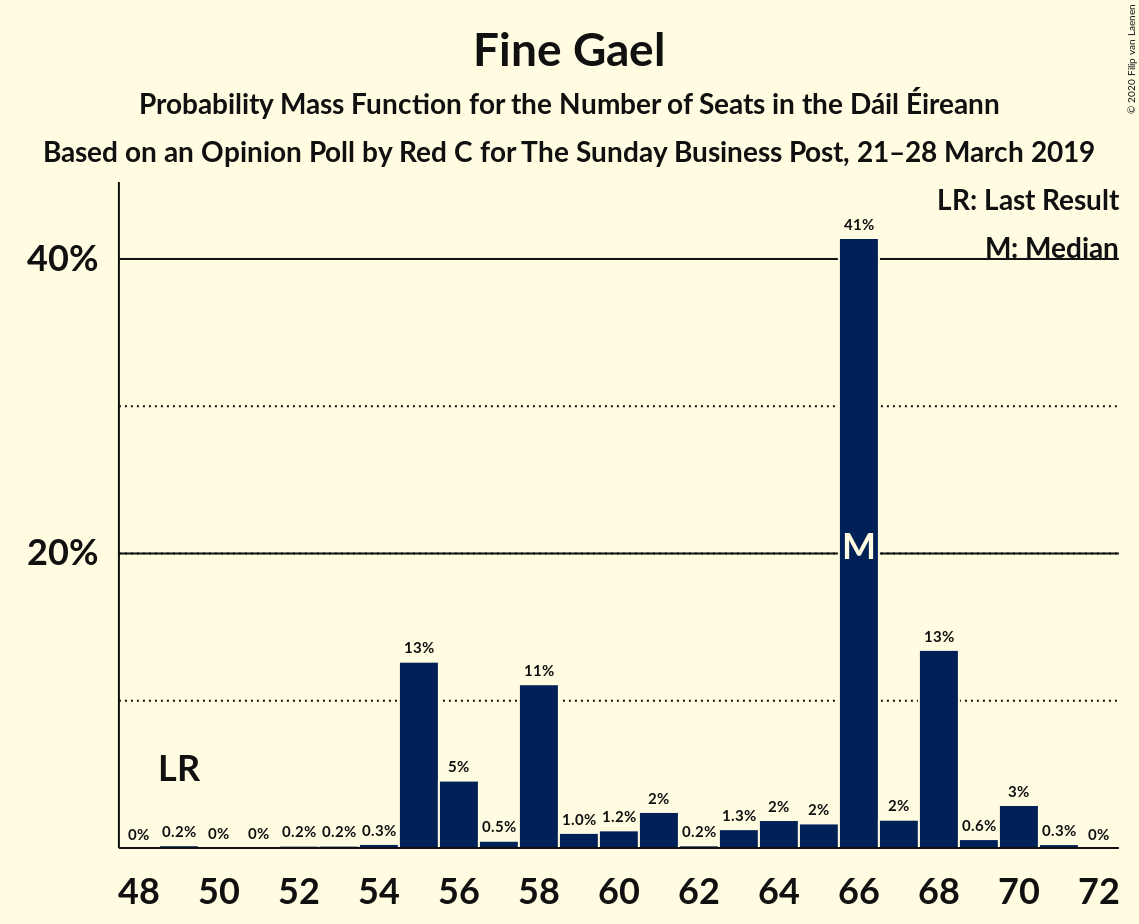 Fine Gael
Probability Mass Function for the Number of Seats in the Dáil Éireann
Based on an Opinion Poll by Red C for The Sunday Business Post, 21–28 March 2019
© 2020 Filip van Laenen
LR: Last Result
M: Median
40%
20%
0% 0.2% 0% 0% 0.2% 0.2% 0.3% 13% 5% 0.5% 11% 1.0% 1.2% 2% 0.2% 1.3% 2% 2% 41% 2% 13% 0.6% 3% 0.3% 0%
LR
M
48 50 52 54 56 58 60 62 64 66 68 70 72